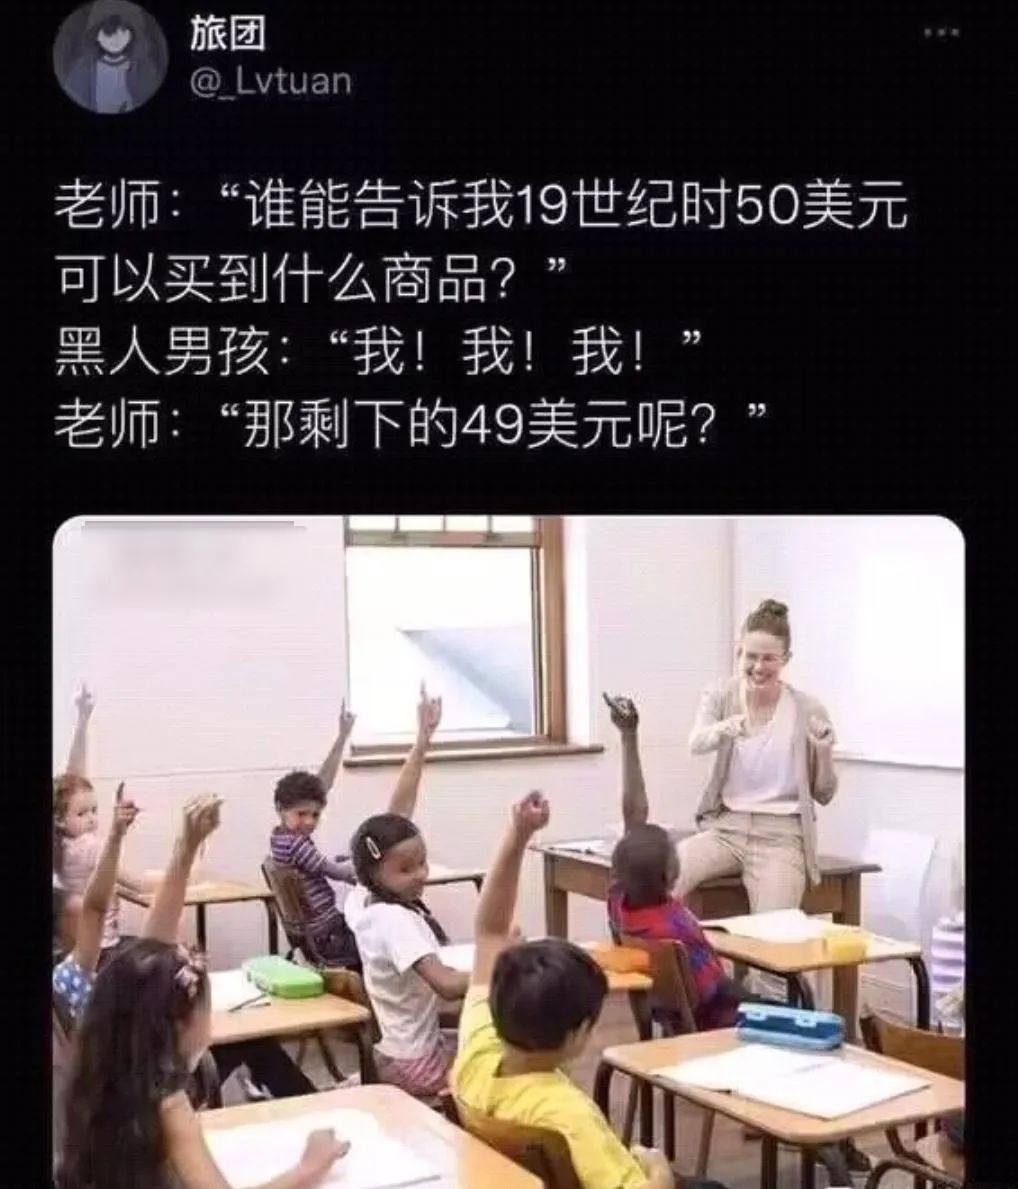 旅团
@_Lvtuan
老师：“谁能告诉我19世纪时50美元
可以买到什么商品？”
黑人男孩：“我！我！我！”
老师：“那剩下的49美元呢？”